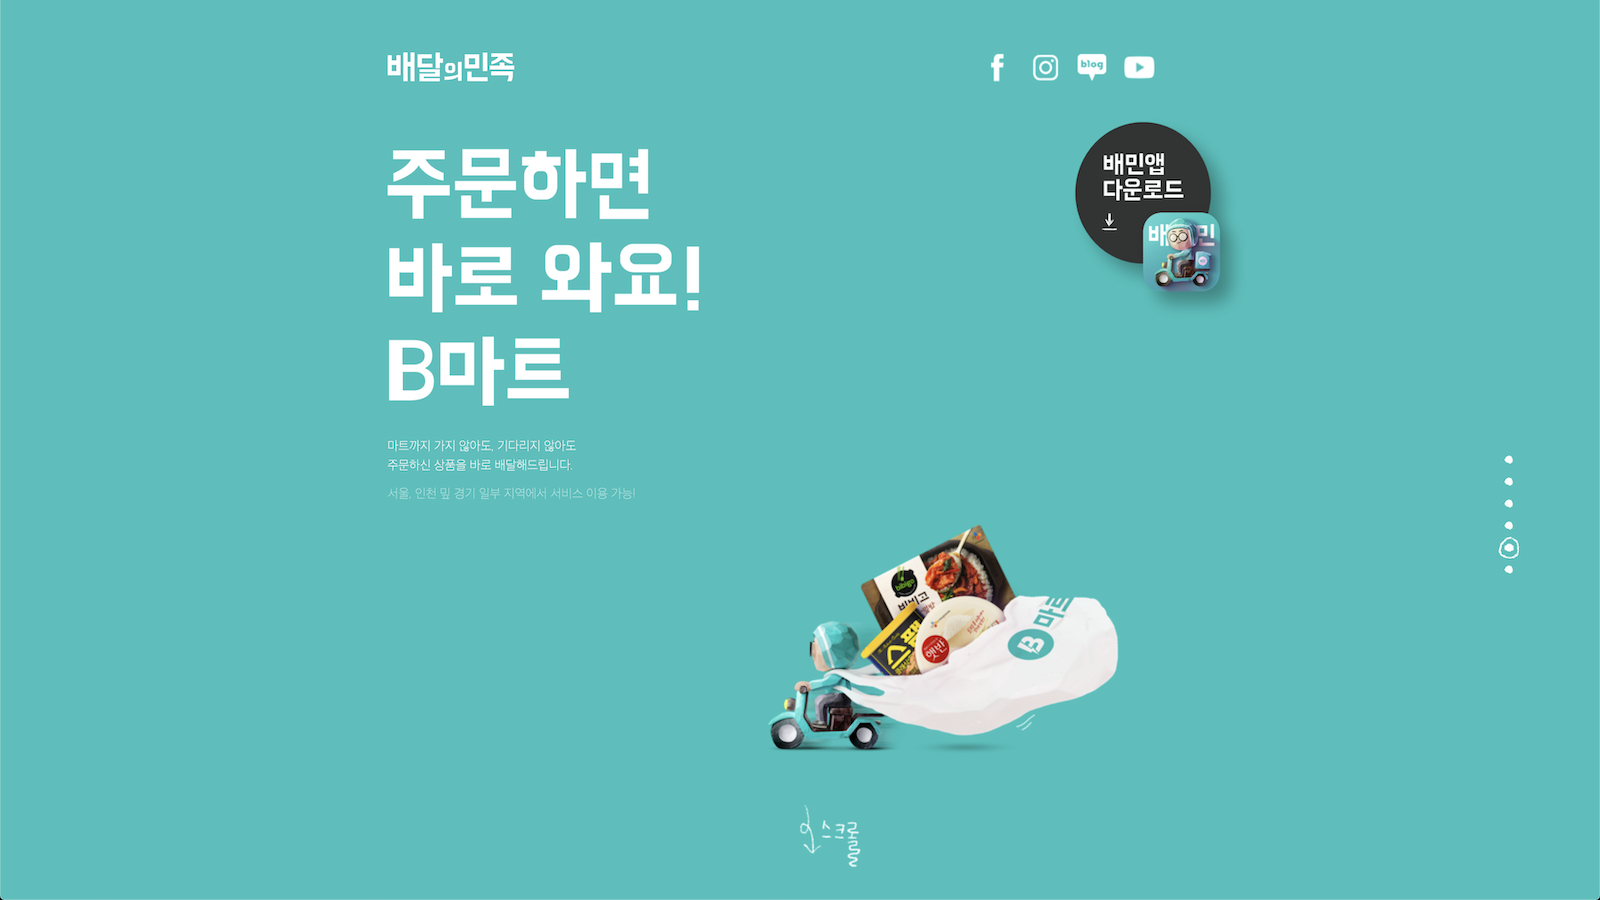 배달의민족
blog
배민앱
다운로드
주문하면
바로 와요!
B마트
마트까지 가지 않아도, 기다리지 않아도
주문하신 상품을 바로 배달해드립니다.
서울, 인천 및 경기 일부 지역에서 서비스 이용 가능!
bibigo
비비고
스팸
햇반
B마트
스크롤